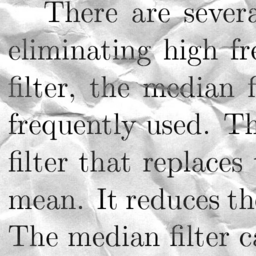 There are severa
eliminating high fre
filter, the median f
frequently used. Th
filter that replaces
mean. It reduces the
The median filter ca